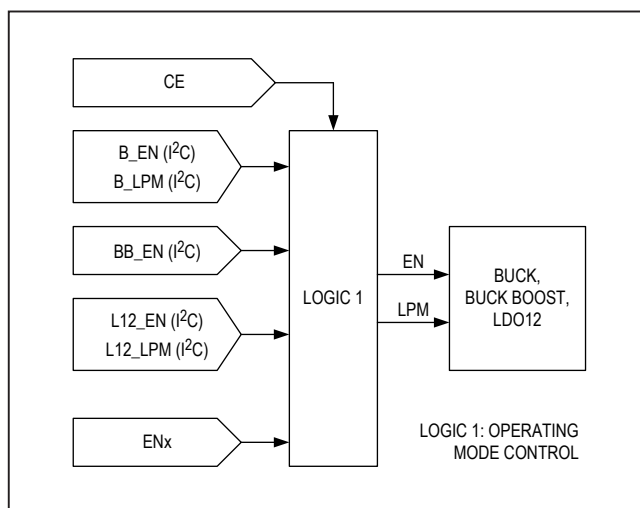 CE
B_EN (I²C)
B_LPM (I²C)
BB_EN (I²C)
L12_EN (I²C)
L12_LPM (I²C)
ENx
LOGIC 1
EN
LPM
BUCK,
BUCK BOOST,
LDO12
LOGIC 1: OPERATING
MODE CONTROL